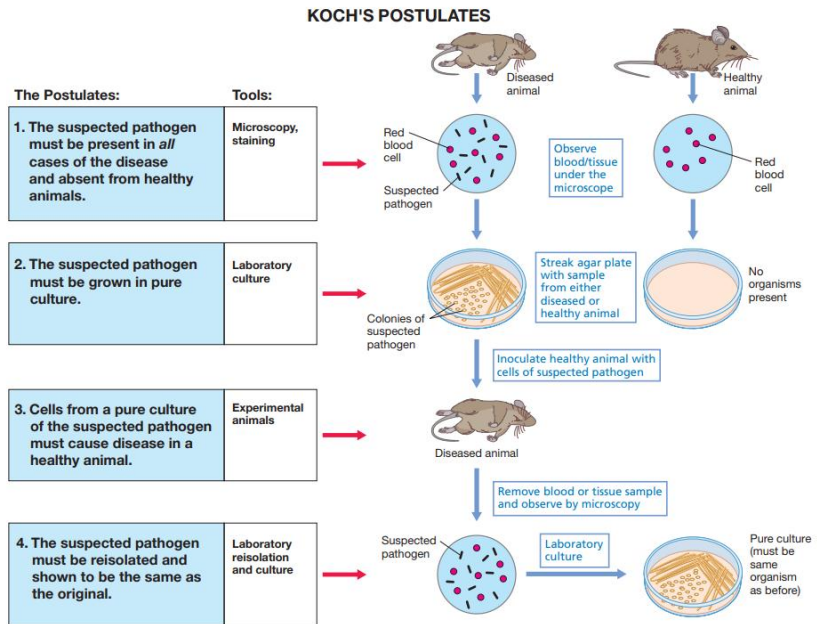 KOCH'S POSTULATES
The Postulates:
Tools:
Diseased
animal
Healthy
animal
1. The suspected pathogen
must be present in all
cases of the disease
and absent from healthy
animals.
Microscopy,
staining
Red
blood
cell
Suspected
pathogen
Observe
blood/tissue
under the
microscope
Red
blood
cell
2. The suspected pathogen
must be grown in pure
culture.
Laboratory
culture
Colonies of
suspected
pathogen
Streak agar plate
with sample
from either
diseased or
healthy animal
No
organisms
present
Inoculate healthy animal with
cells of suspected pathogen
3. Cells from a pure culture
of the suspected pathogen
must cause disease in a
healthy animal.
Experimental
animals
Diseased animal
Remove blood or tissue sample
and observe by microscopy
4. The suspected pathogen
must be reisolated and
shown to be the same as
the original.
Laboratory
reisolation
and culture
Suspected
pathogen
Laboratory
culture
Pure culture
(must be
same
organism
as before)